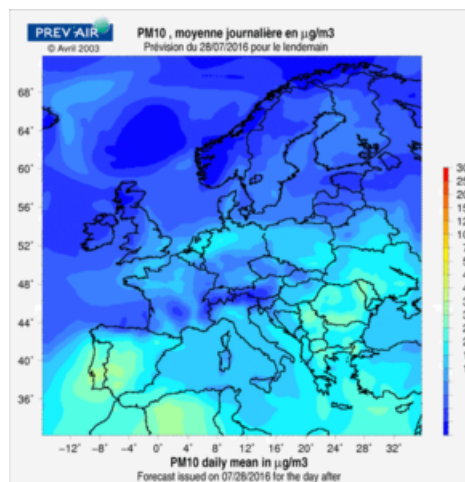 PREV'AIR
© Avril 2003
PM10 , moyenne journalière en µg/m3
Prévision du 28/07/2016 pour le lendemain
68°
64°
60°
56°
52°
48°
44°
40°
36°
-12° -8° -4° 0° 4° 8° 12° 16° 20° 24° 28° 32°
PM10 daily mean in µg/m3
Forecast issued on 07/28/2016 for the day after